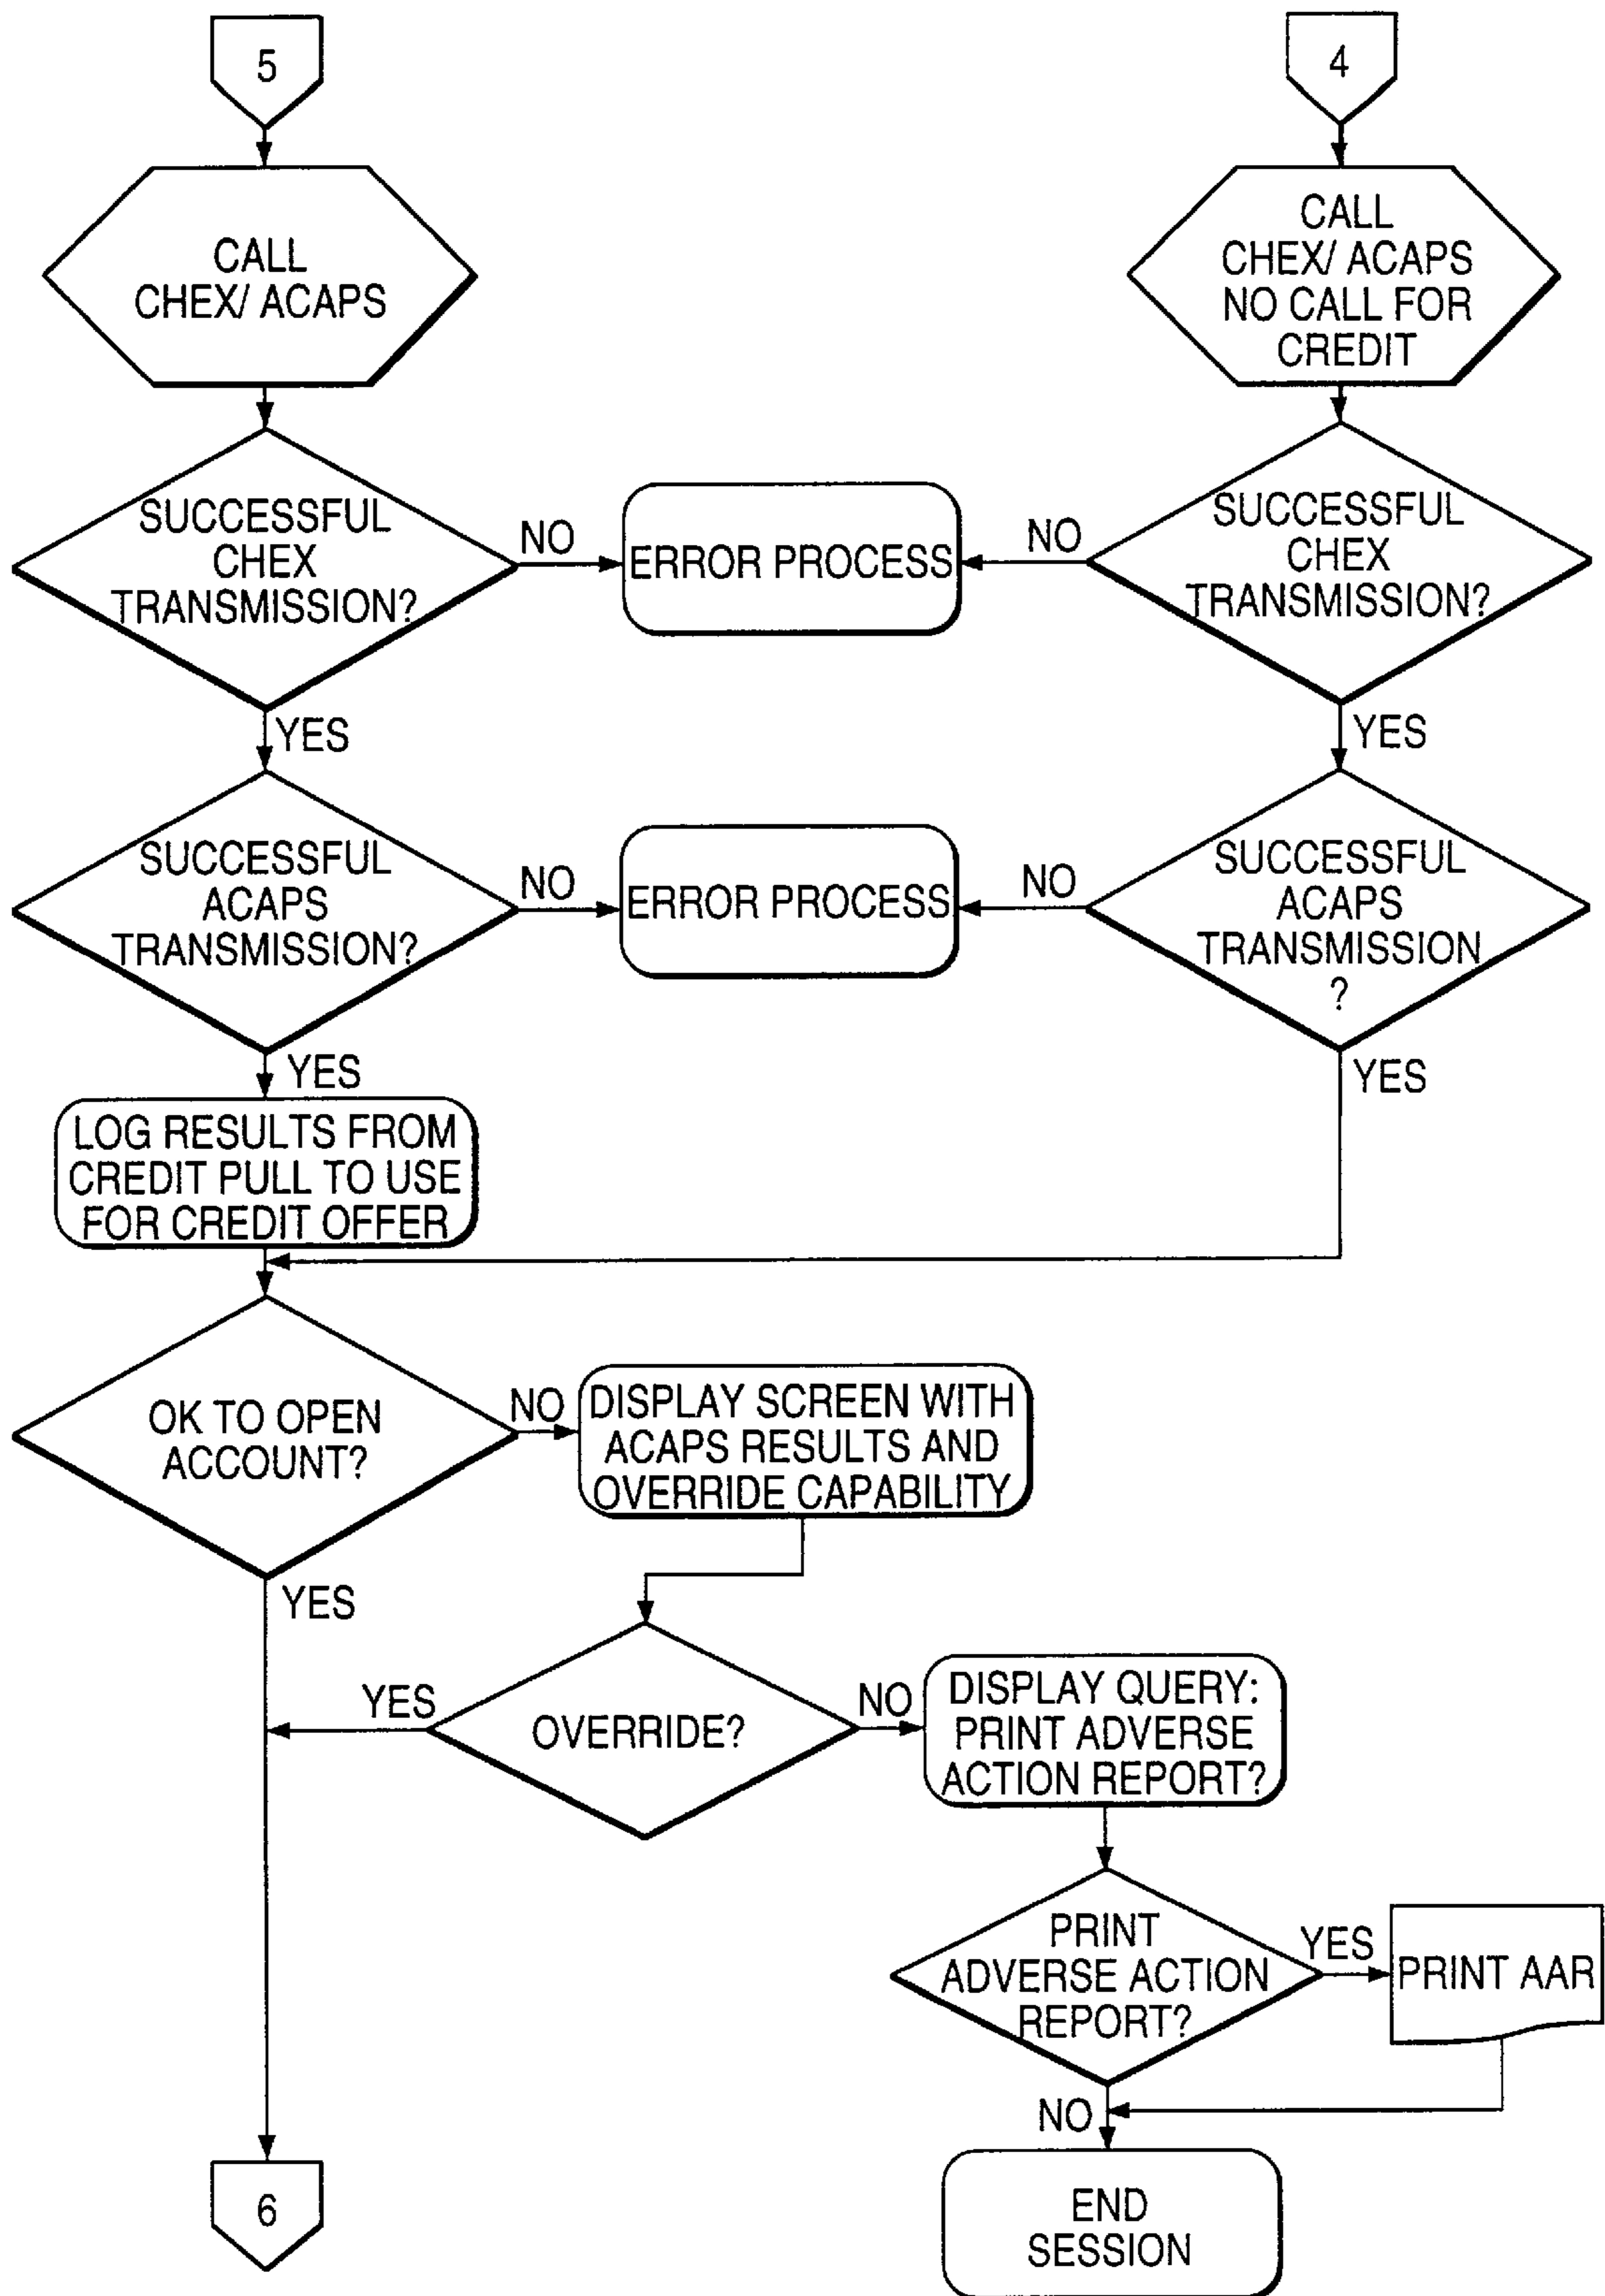 5
4
CALL
CHEX/ ACAPS
CALL
CHEX/ ACAPS
NO CALL FOR
CREDIT
SUCCESSFUL
CHEX
TRANSMISSION?
NO
ERROR PROCESS
NO
SUCCESSFUL
CHEX
TRANSMISSION?
YES
YES
SUCCESSFUL
ACAPS
TRANSMISSION?
NO
ERROR PROCESS
NO
SUCCESSFUL
ACAPS
TRANSMISSION
?
YES
YES
LOG RESULTS FROM
CREDIT PULL TO USE
FOR CREDIT OFFER
OK TO OPEN
ACCOUNT?
NO
DISPLAY SCREEN WITH
ACAPS RESULTS AND
OVERRIDE CAPABILITY
YES
YES
OVERRIDE?
NO
DISPLAY QUERY:
PRINT ADVERSE
ACTION REPORT?
PRINT
ADVERSE ACTION
REPORT?
YES
PRINT AAR
NO
6
END
SESSION